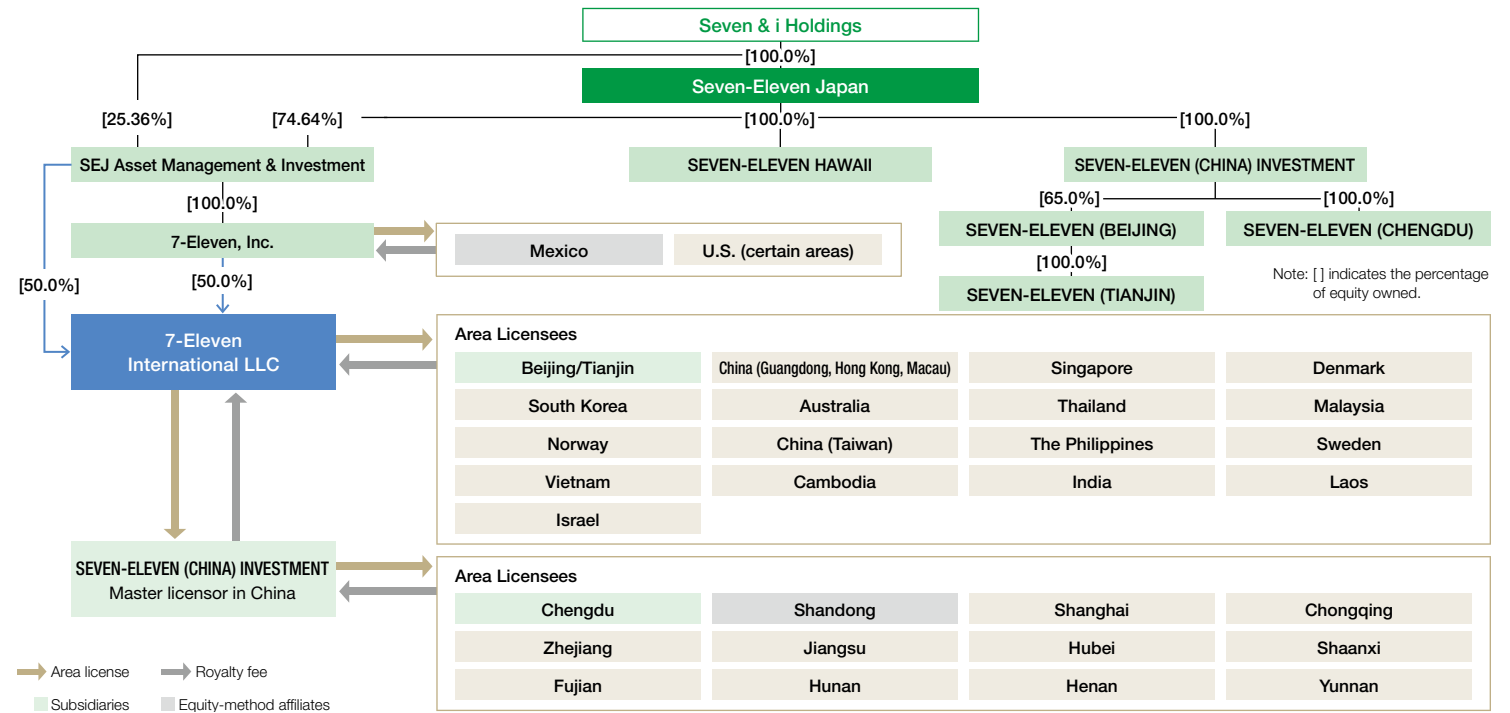 Seven & i Holdings
[100.0%]
Seven-Eleven Japan
[25.36%]
[74.64%]
[100.0%]
[100.0%]
SEJ Asset Management & Investment
SEVEN-ELEVEN HAWAII
SEVEN-ELEVEN (CHINA) INVESTMENT
[100.0%]
[65.0%]
[100.0%]
7-Eleven, Inc.
Mexico
U.S. (certain areas)
SEVEN-ELEVEN (BEIJING)
SEVEN-ELEVEN (CHENGDU)
[100.0%]
SEVEN-ELEVEN (TIANJIN)
Note: [ ] indicates the percentage
of equity owned.
[50.0%]
[50.0%]
7-Eleven
International LLC
Area Licensees
Beijing/Tianjin
China (Guangdong, Hong Kong, Macau)
Singapore
Denmark
South Korea
Australia
Thailand
Malaysia
Norway
China (Taiwan)
The Philippines
Sweden
Vietnam
Cambodia
India
Laos
Israel
SEVEN-ELEVEN (CHINA) INVESTMENT
Master licensor in China
Area Licensees
Chengdu
Shandong
Shanghai
Chongqing
Zhejiang
Jiangsu
Hubei
Shaanxi
Fujian
Hunan
Henan
Yunnan
Area license
Royalty fee
Subsidiaries
Equity-method affiliates